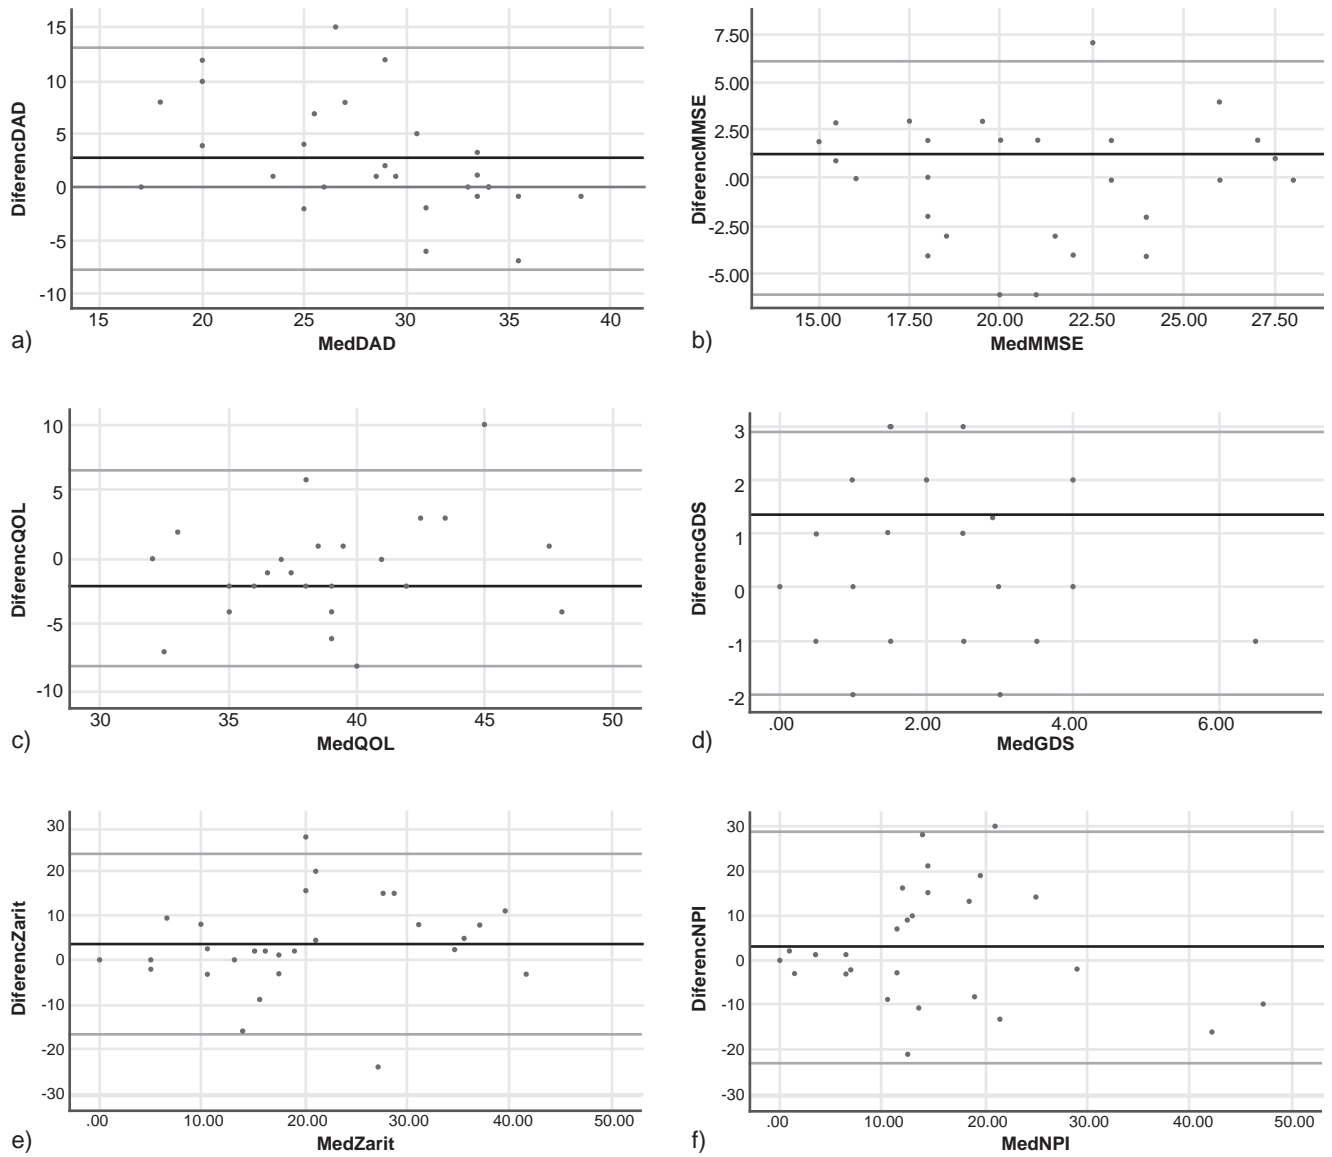 15
10
5
0
-5
-10
DiferencDAD
15 20 25 30 35 40
MedDAD
a)
7.50
5.00
2.50
.00
-2.50
-5.00
DiferencMMSE
15.00 17.50 20.00 22.50 25.00 27.50
MedMMSE
b)
10
5
0
-5
-10
DiferencQOL
30 35 40 45 50
MedQOL
c)
3
2
1
0
-1
-2
DiferencGDS
.00 2.00 4.00 6.00
MedGDS
d)
30
20
10
0
-10
-20
-30
DiferencZarit
.00 10.00 20.00 30.00 40.00 50.00
MedZarit
e)
30
20
10
0
-10
-20
-30
DiferencNPI
.00 10.00 20.00 30.00 40.00 50.00
MedNPI
f)